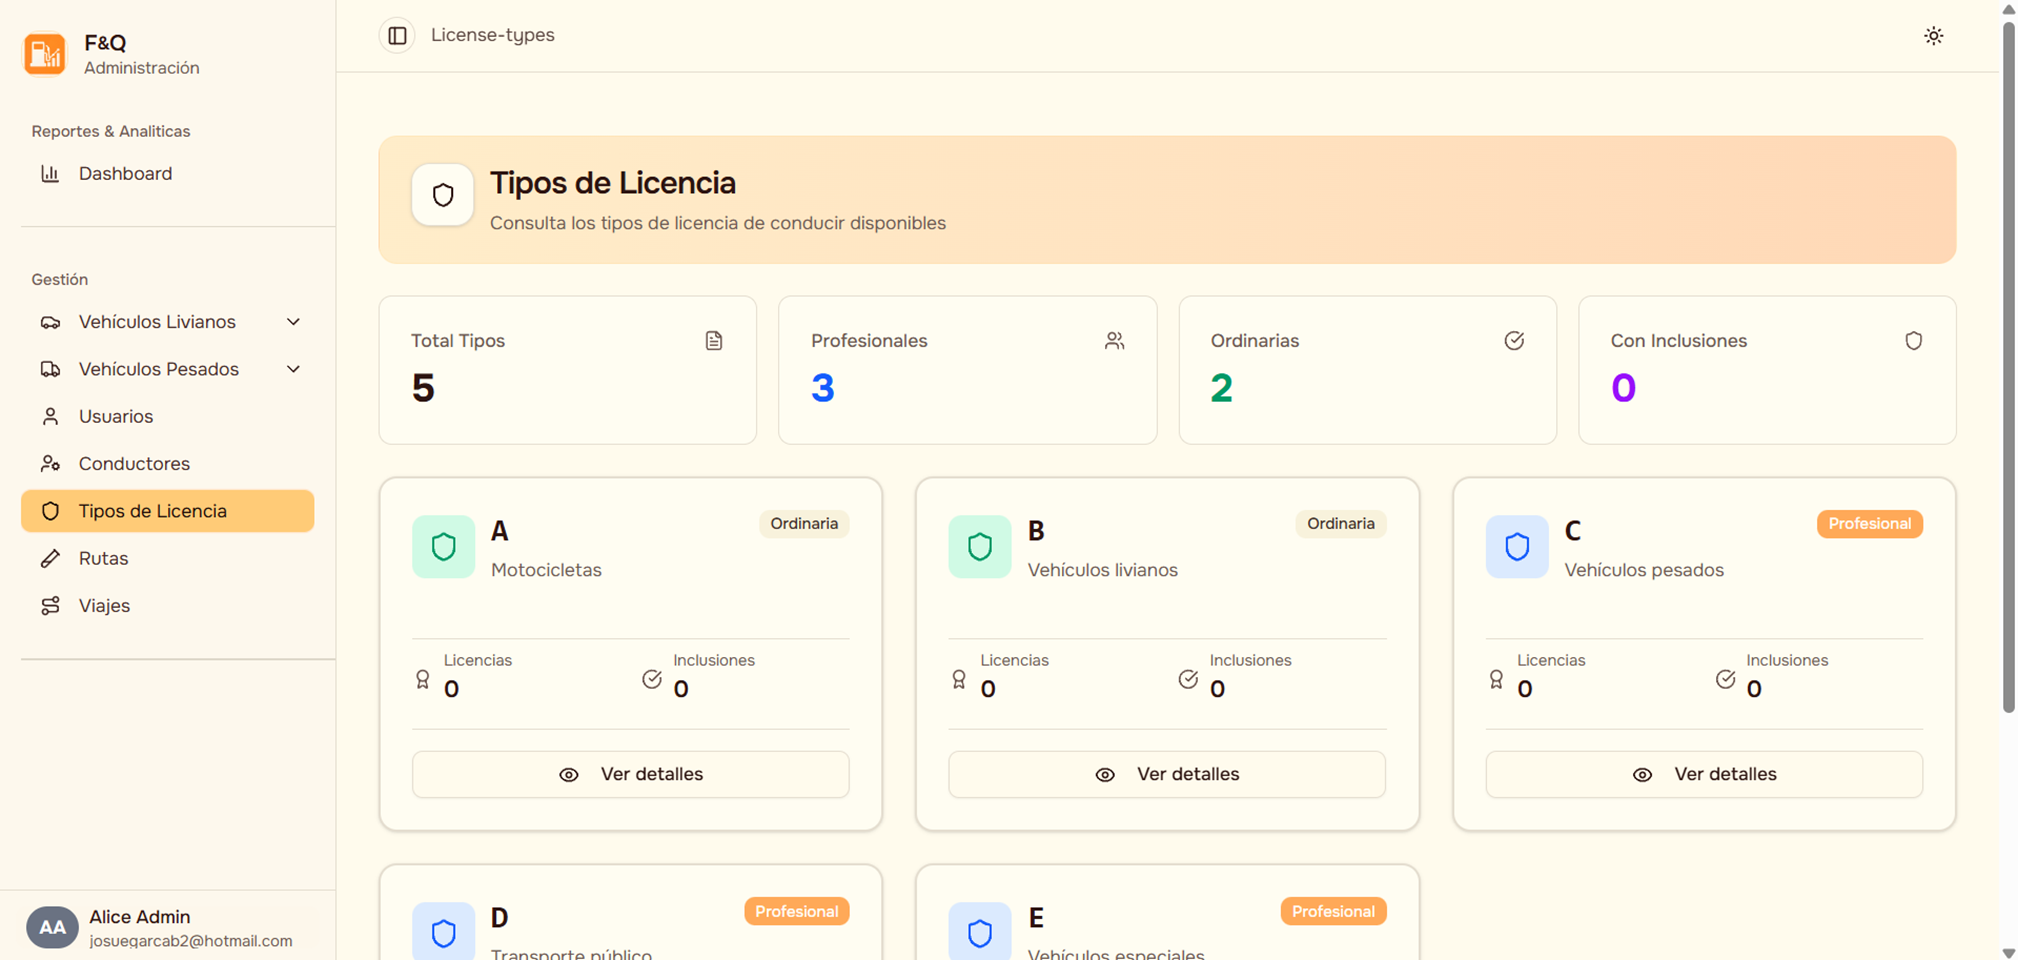 F&Q
Administración
Reportes & Analiticas
Dashboard
Gestión
Vehículos Livianos
Vehículos Pesados
Usuarios
Conductores
Tipos de Licencia
Rutas
Viajes
AA
Alice Admin
josuegarcab2@hotmail.com
License-types
Tipos de Licencia
Consulta los tipos de licencia de conducir disponibles
Total Tipos
5
Profesionales
3
Ordinarias
2
Con Inclusiones
0
A
Ordinaria
Motocicletas
Licencias
0
Inclusiones
0
Ver detalles
B
Ordinaria
Vehículos livianos
Licencias
0
Inclusiones
0
Ver detalles
C
Profesional
Vehículos pesados
Licencias
0
Inclusiones
0
Ver detalles
D
Profesional
Transporte público
E
Profesional
Vehículos especiales